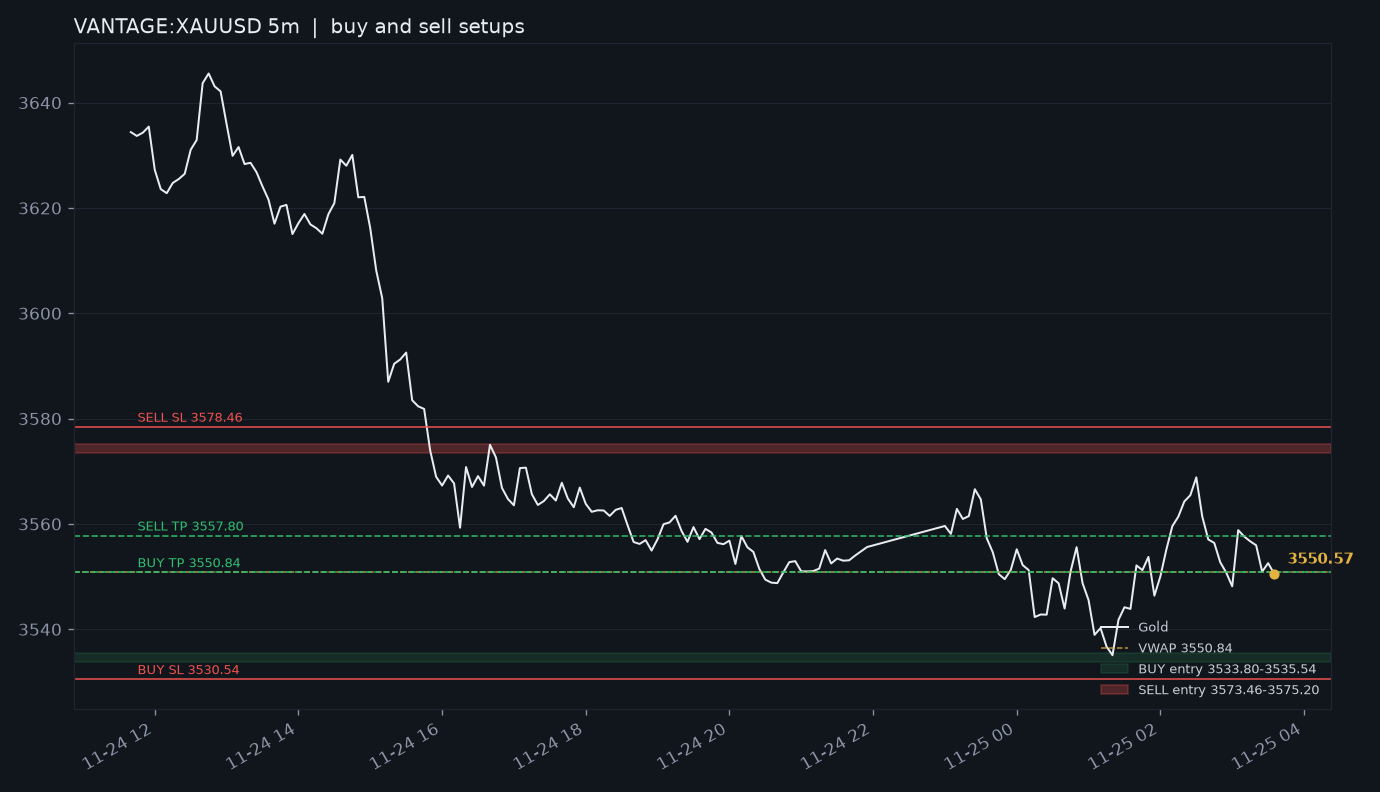 VANTAGE:XAUUSD 5m | buy and sell setups
3640
3620
3600
3580
3560
3540
SELL SL 3578.46
SELL TP 3557.80
BUY TP 3550.84
BUY SL 3530.54
3550.57
Gold
VWAP 3550.84
BUY entry 3533.80-3535.54
SELL entry 3573.46-3575.20
11-24 12
11-24 14
11-24 16
11-24 18
11-24 20
11-24 22
11-25 00
11-25 02
11-25 04